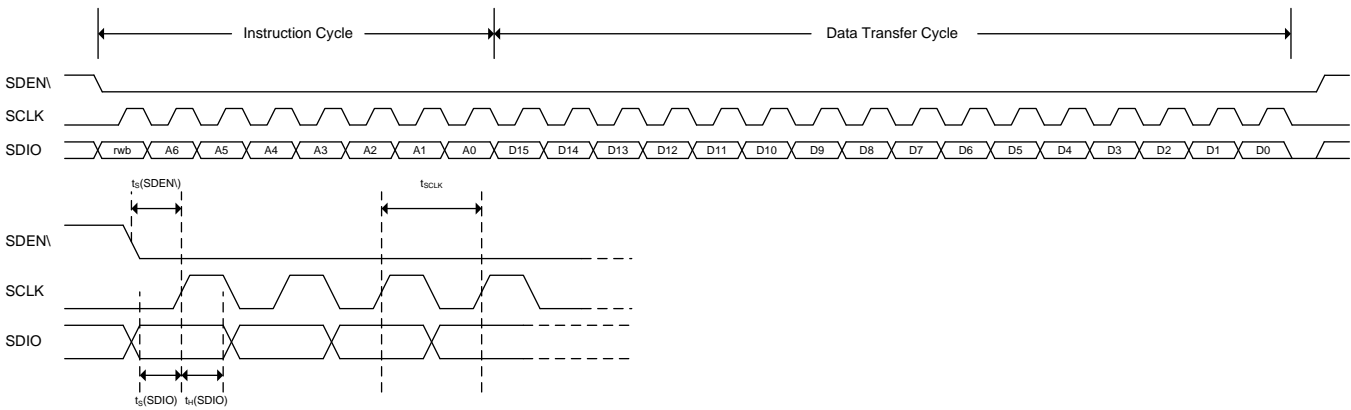 Instruction Cycle Data Transfer Cycle
SDEN\
SCLK
SDIO rwb A6 A5 A4 A3 A2 A1 A0 D15 D14 D13 D12 D11 D10 D9 D8 D7 D6 D5 D4 D3 D2 D1 D0
tS(SDEN\) tSCLK
SDEN\
SCLK
SDIO
tS(SDIO) tH(SDIO)